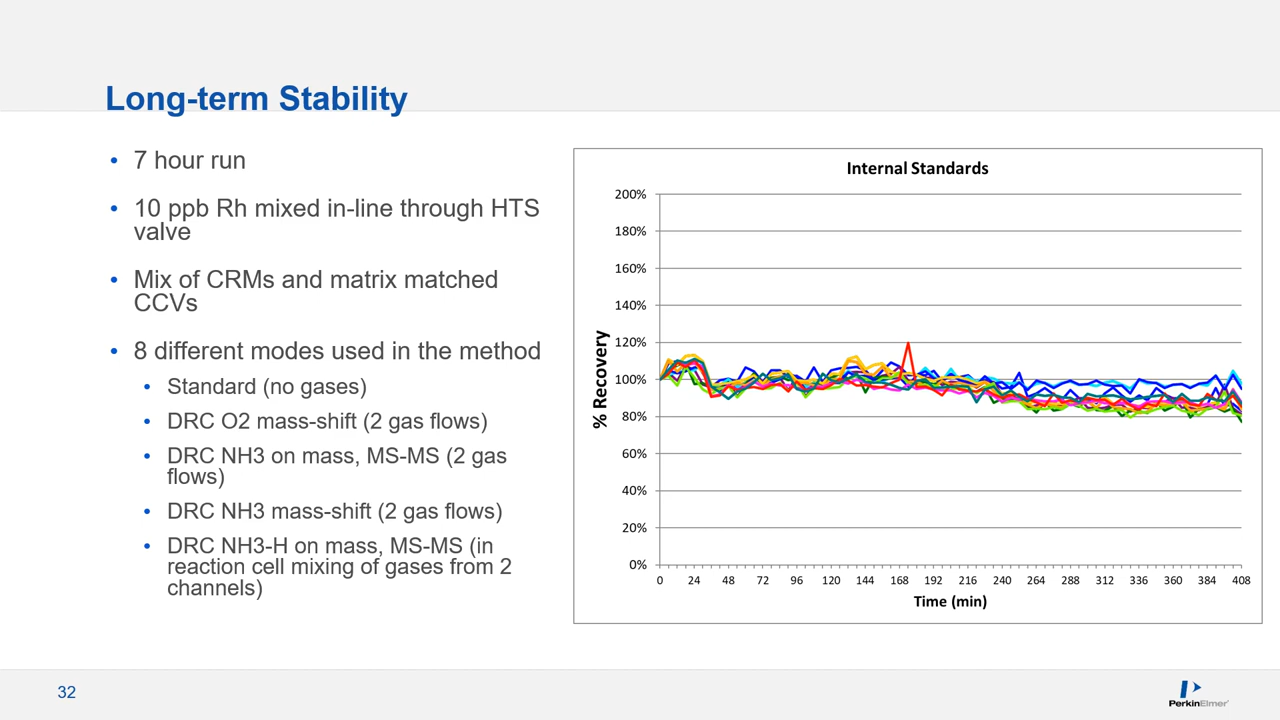 Long-term Stability
• 7 hour run
• 10 ppb Rh mixed in-line through HTS
valve
• Mix of CRMs and matrix matched
CCVs
• 8 different modes used in the method
• Standard (no gases)
• DRC O2 mass-shift (2 gas flows)
• DRC NH3 on mass, MS-MS (2 gas
flows)
• DRC NH3 mass-shift (2 gas flows)
• DRC NH3-H on mass, MS-MS (in
reaction cell mixing of gases from 2
channels)
Internal Standards
% Recovery
200%
180%
160%
140%
120%
100%
80%
60%
40%
20%
0%
0 24 48 72 96 120 144 168 192 216 240 264 288 312 336 360 384 408
Time (min)
32
PerkinElmer